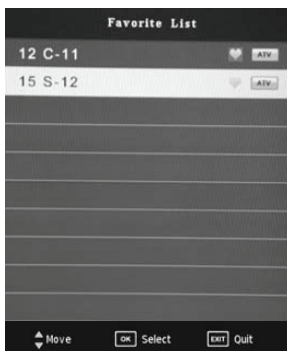 Favorite List
12 C-11 ATV
15 S-12 ATV
Move OK Select EXIT Quit